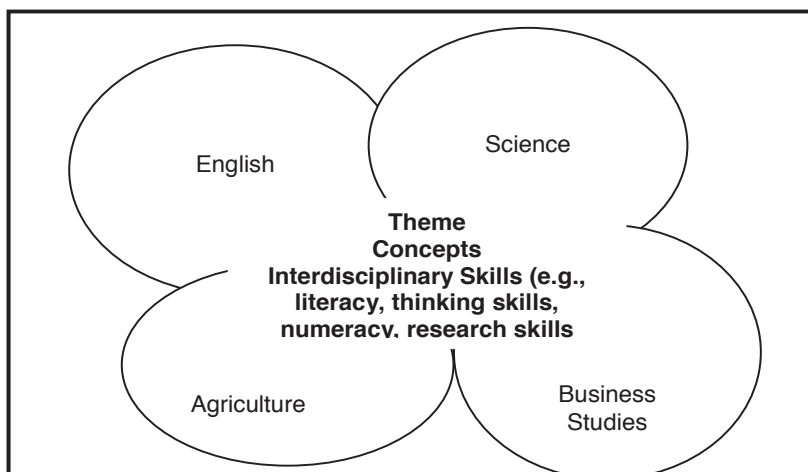 English
Science
Theme
Concepts
Interdisciplinary Skills (e.g.,
literacy, thinking skills,
numeracy, research skills
Agriculture
Business
Studies